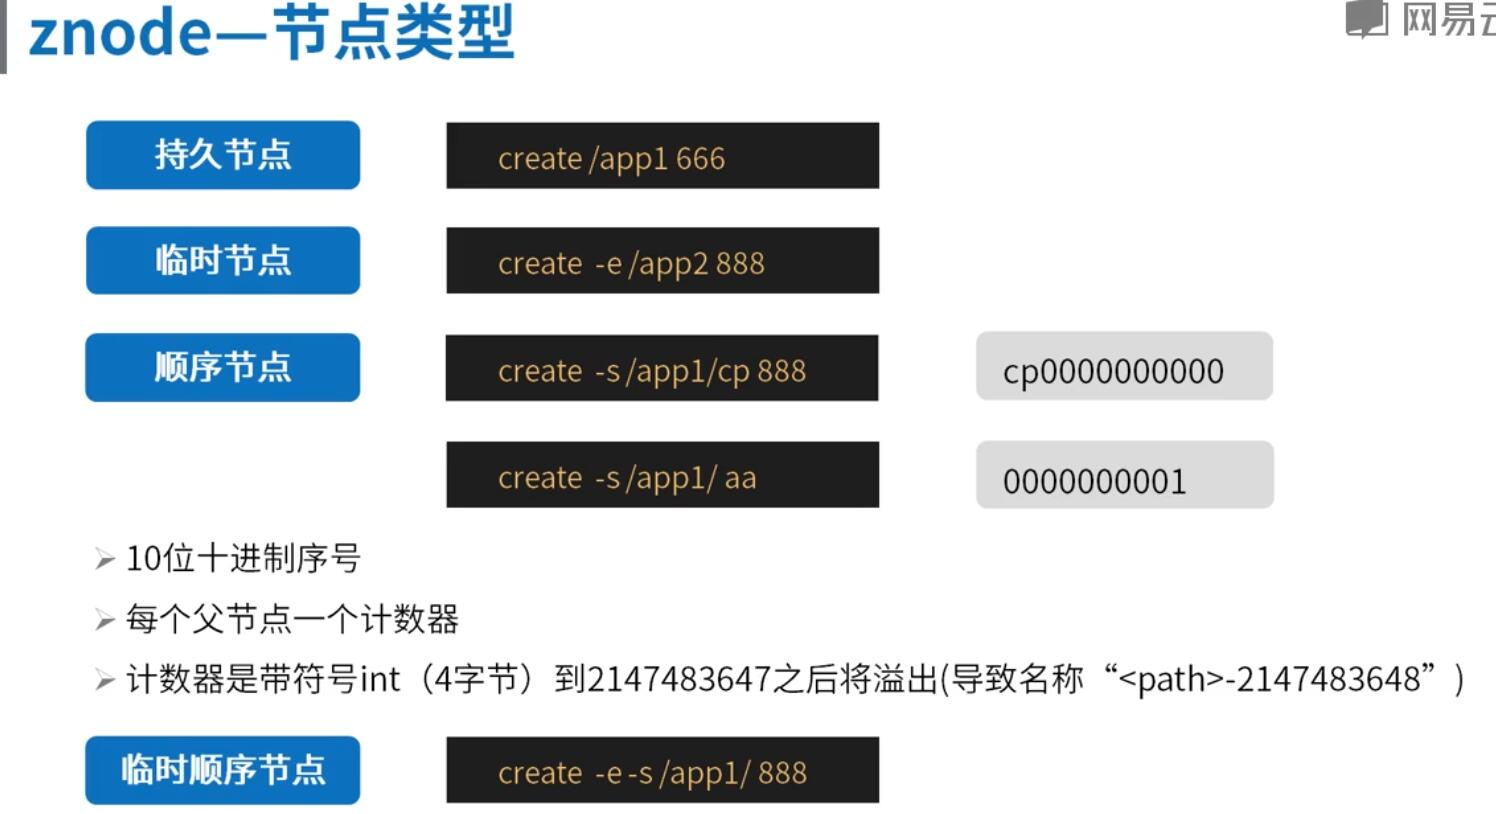 znode—节点类型
网易云
持久节点
create /app1 666
临时节点
create -e /app2 888
顺序节点
create -s /app1/cp 888
cp0000000000
create -s /app1/ aa
0000000001
10位十进制序号
每个父节点一个计数器
计数器是带符号int（4字节）到2147483647之后将溢出(导致名称“<path>-2147483648”)
临时顺序节点
create -e -s /app1/ 888